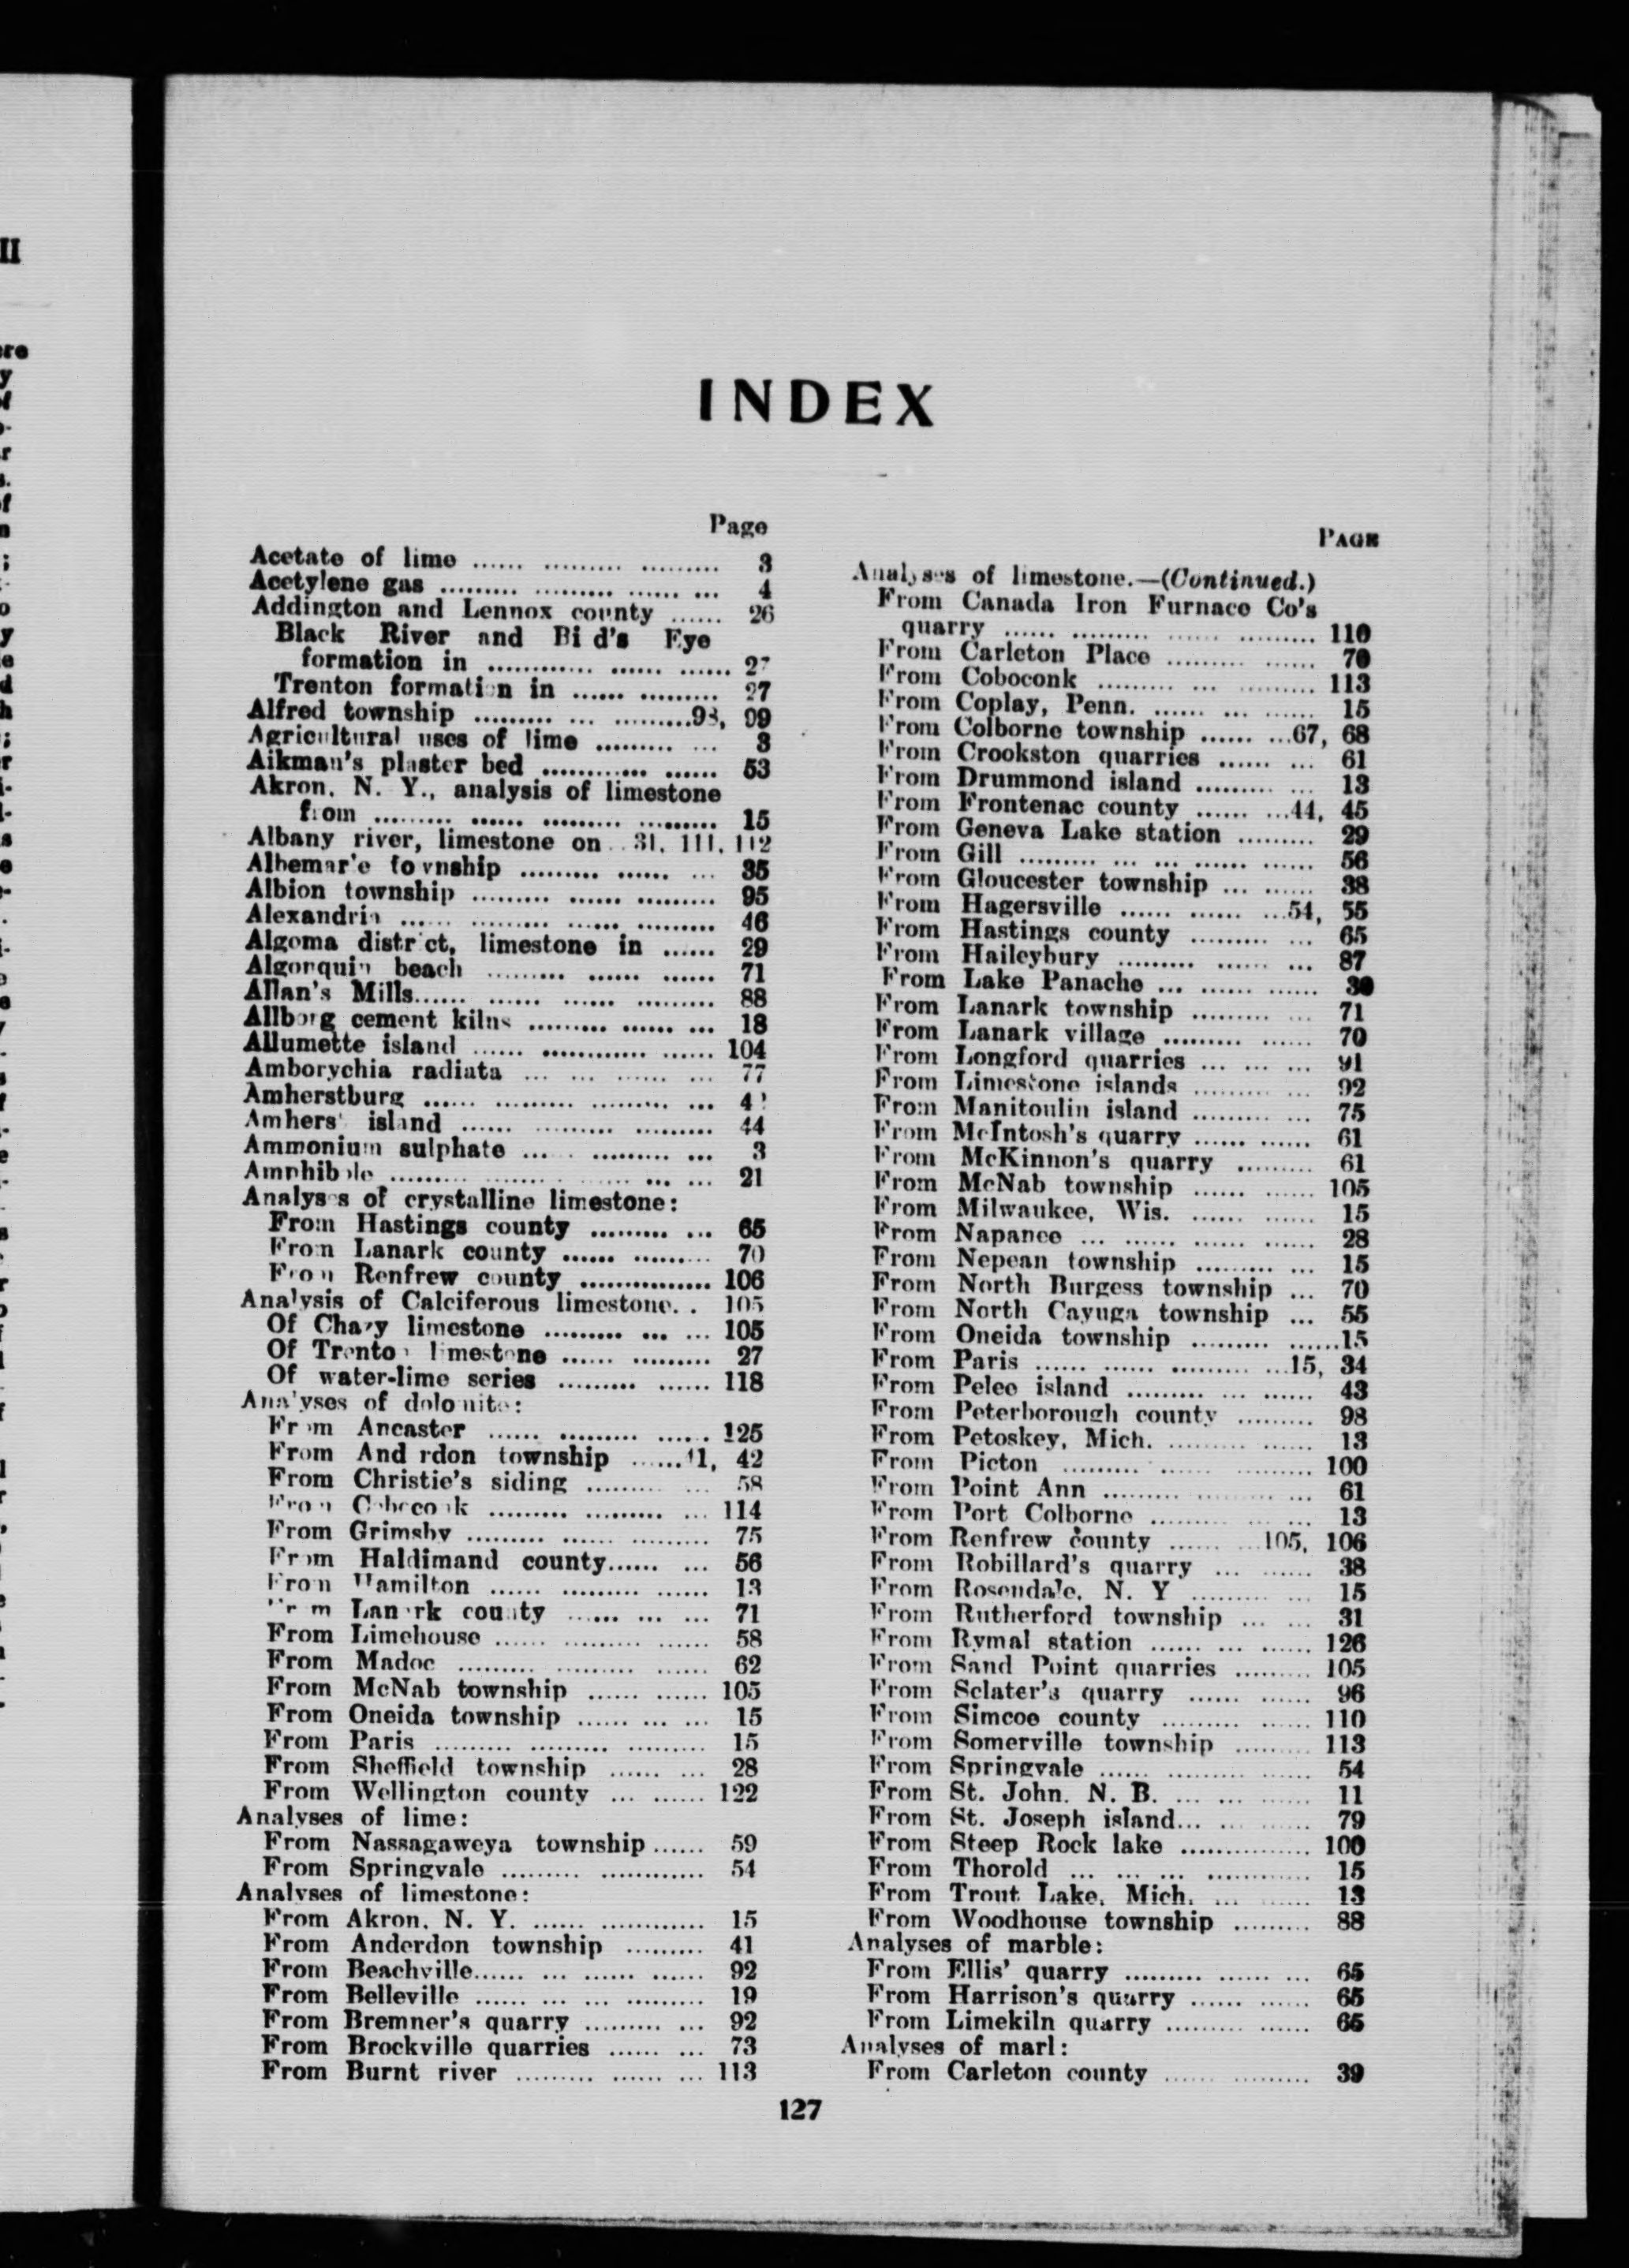 INDEX
Page
Acetate of lime ...... ......... ......... 3
Acetylene gas ......... ......... ...... ... 4
Addington and Lennox county ...... 26
Black River and Bi d's Eye
formation in ............ ...... ...... 27
Trenton formation in ...... ......... 27
Alfred township ......... ... .........98, 99
Agricultural uses of lime ......... ... 3
Aikman's plaster bed ............ ...... 53
Akron, N. Y., analysis of limestone
from ......... ...... ......... ......... 15
Albany river, limestone on .. 31, 111, 112
Albemar'e township ......... ...... ... 35
Albion township ......... ...... ......... 95
Alexandria ...... ......... ...... ......... 46
Algoma district, limestone in ...... 29
Algonquin beach ......... ...... ...... 71
Allan's Mills...... ...... ...... ......... 88
Allborg cement kilns ......... ...... ... 18
Allumette island ...... ............ ...... 104
Amborychia radiata ... ... ...... ... 77
Amherstburg ...... ......... ......... ...
Amhers' island ...... ......... ......... 44
Ammonium sulphate ... . ......... ... 3
Amphibole ......... ...... ...... ... ... 21
Analyses of crystalline limestone:
From Hastings county ......... ... 65
From Lanark county ...... ......... 70
From Renfrew county ............... 106
Analysis of Calciferous limestone. . 105
Of Chazy limestone ......... ... ... 105
Of Trenton limestone ...... ......... 27
Of water-lime series ......... ...... 118
Analyses of dolomite:
From Ancaster ...... ......... ...... 125
From And rdon township ......41, 42
From Christie's siding ......... ... 58
From Coboconk ......... ......... ... 114
From Grimsby ......... ...... ......... 75
From Haldimand county...... ... 56
From Hamilton ...... ......... ...... 13
From Lanark county ...... ... ... 71
From Limehouse ...... ......... ...... 58
From Madoc ......... ......... ...... 62
From McNab township ...... ...... 105
From Oneida township ...... ... ... 15
From Paris ......... ......... ......... 15
From Sheffield township ...... ... 28
From Wellington county ... ...... 122
Analyses of lime:
From Nassagaweya township ...... 59
From Springvale ......... ............ 54
Analyses of limestone:
From Akron, N. Y. ...... ............ 15
From Anderdon township ......... 41
From Beachville...... ... ...... ...... 92
From Belleville ...... ... ... ......... 19
From Bremner's quarry ......... ... 92
From Brockville quarries ...... ... 73
From Burnt river ......... ...... ... 113
PAGE
Analyses of limestone.—(Continued.)
From Canada Iron Furnace Co's
quarry ...... ......... ...... ......... 110
From Carleton Place ......... ...... 70
From Coboconk ......... ... ......... 113
From Coplay, Penn. ...... ... ...... 15
From Colborne township ...... ...67, 68
From Crookston quarries ...... ... 61
From Drummond island ......... ... 13
From Frontenac county ...... ...44, 45
From Geneva Lake station ......... 29
From Gill ......... ... ... ...... ...... 56
From Gloucester township ... ...... 38
From Hagersville ...... ...... ...54, 55
From Hastings county ......... ... 65
From Haileybury ......... ...... ... 87
From Lake Panache ... ...... ...... 30
From Lanark township ......... ... 71
From Lanark village ......... ...... 70
From Longford quarries ... ... ... 91
From Limestone islands ......... ... 92
From Manitoulin island ......... ... 75
From McIntosh's quarry ...... ...... 61
From McKinnon's quarry ......... 61
From McNab township ...... ...... 105
From Milwaukee, Wis. ...... ...... 15
From Napanee ... ...... ...... ...... 28
From Nepean township ......... ... 15
From North Burgess township ... 70
From North Cayuga township ... 55
From Oneida township ......... ......15
From Paris ...... ...... ......... ...15, 34
From Pelee island ......... ... ...... 43
From Peterborough county ......... 98
From Petoskey, Mich. ......... ...... 13
From Picton ......... ...... ......... 100
From Point Ann ......... ......... ... 61
From Port Colborne ......... ... ... 13
From Renfrew county ...... ...105, 106
From Robillard's quarry ... ...... 38
From Rosendale, N. Y ......... ... 15
From Rutherford township ... ... 31
From Rymal station ...... ... ...... 126
From Sand Point quarries ......... 105
From Sclater's quarry ...... ...... 96
From Simcoe county ......... ...... 110
From Somerville township ......... 113
From Springvale ...... ......... ...... 54
From St. John, N. B. ... ... ...... 11
From St. Joseph island... ... ...... 79
From Steep Rock lake ............... 100
From Thorold ... ... ... ............ 15
From Trout Lake, Mich. ... ...... 13
From Woodhouse township ......... 88
Analyses of marble:
From Ellis' quarry ......... ...... ... 65
From Harrison's quarry ...... ...... 65
From Limekiln quarry ......... ...... 65
Analyses of marl:
From Carleton county ...... ......... 39
127